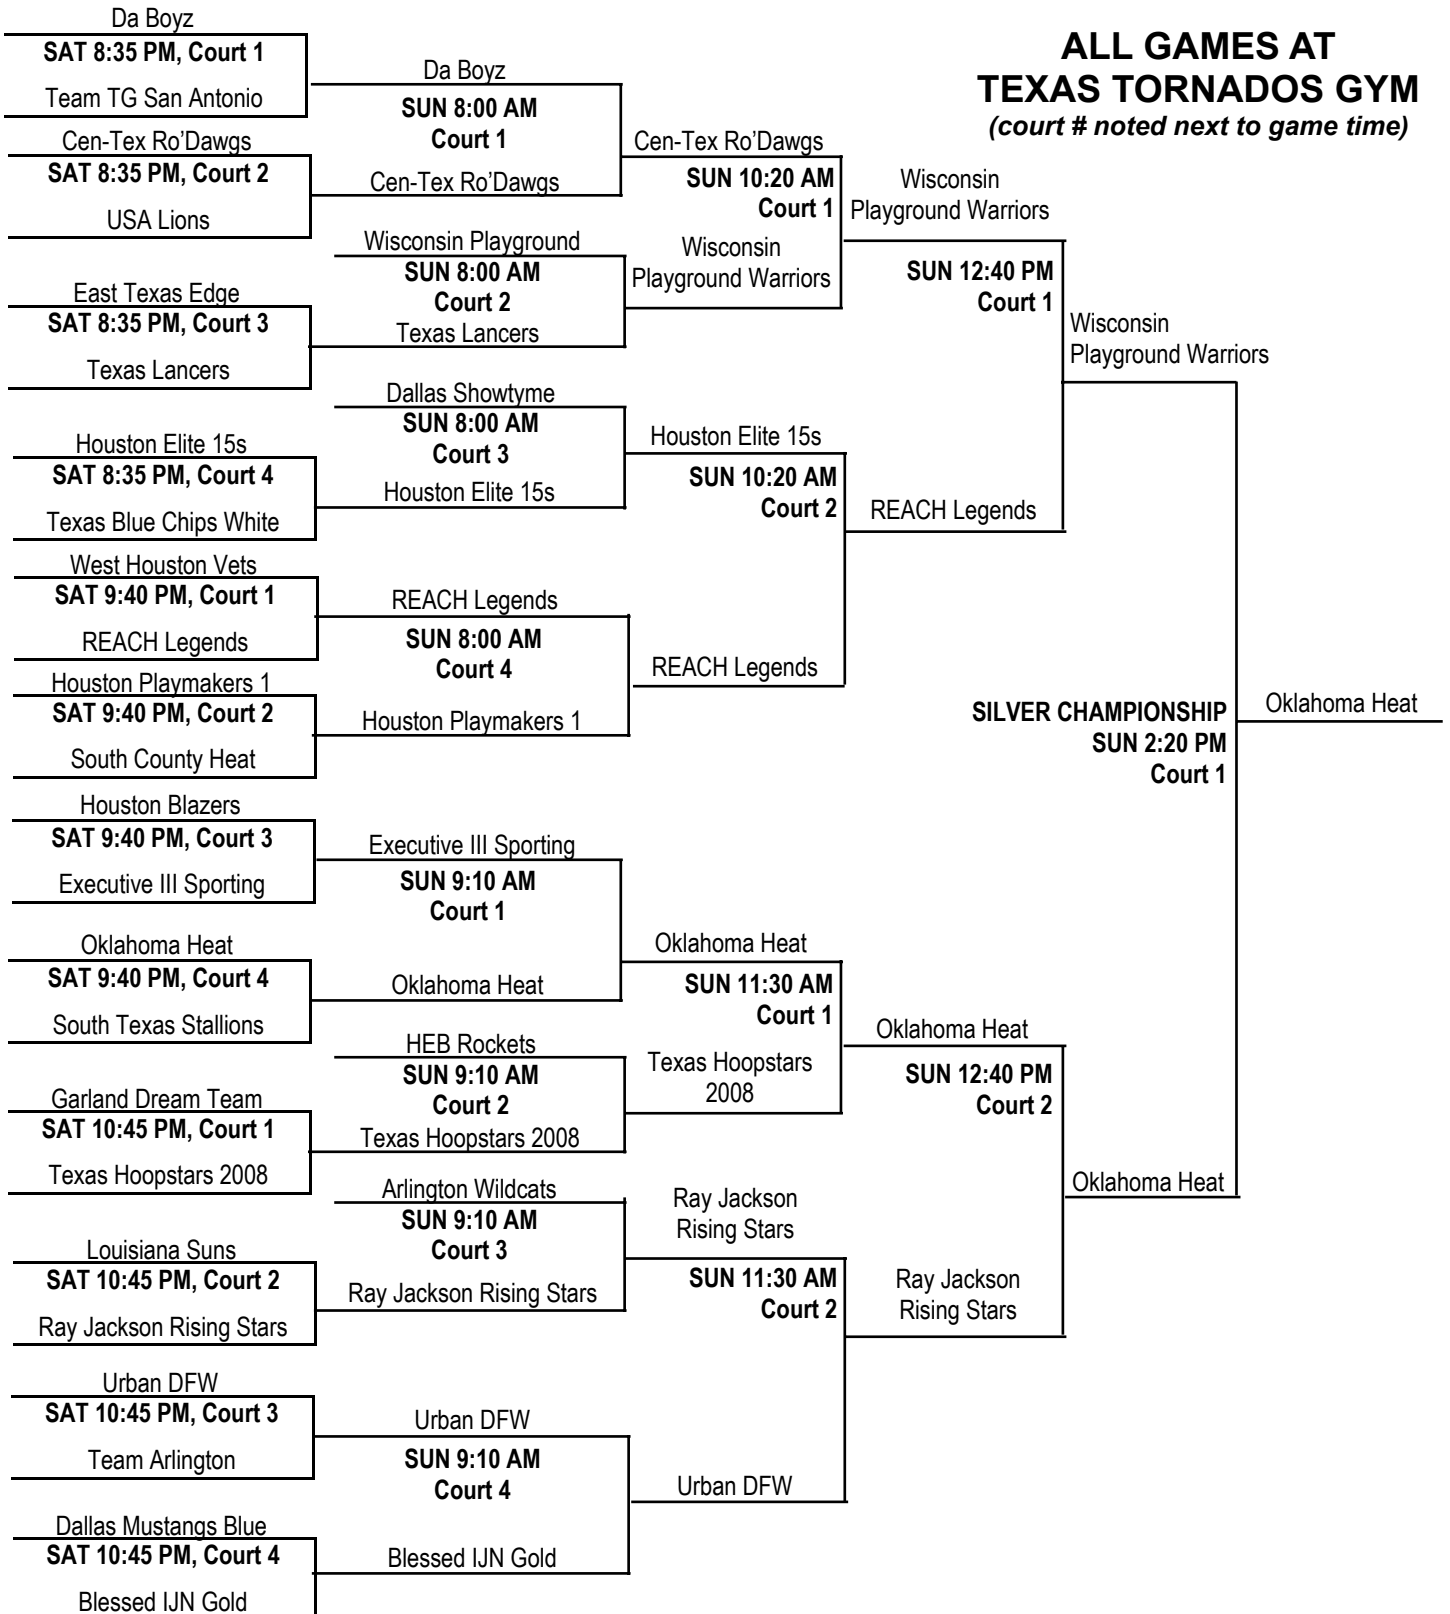 ALL GAMES AT
TEXAS TORNADOS GYM
(court # noted next to game time)
Da Boyz
SAT 8:35 PM, Court 1
Team TG San Antonio
Cen-Tex Ro'Dawgs
SAT 8:35 PM, Court 2
USA Lions
East Texas Edge
SAT 8:35 PM, Court 3
Texas Lancers
Houston Elite 15s
SAT 8:35 PM, Court 4
Texas Blue Chips White
West Houston Vets
SAT 9:40 PM, Court 1
REACH Legends
Houston Playmakers 1
SAT 9:40 PM, Court 2
South County Heat
Houston Blazers
SAT 9:40 PM, Court 3
Executive III Sporting
Oklahoma Heat
SAT 9:40 PM, Court 4
South Texas Stallions
Garland Dream Team
SAT 10:45 PM, Court 1
Texas Hoopstars 2008
Louisiana Suns
SAT 10:45 PM, Court 2
Ray Jackson Rising Stars
Urban DFW
SAT 10:45 PM, Court 3
Team Arlington
Dallas Mustangs Blue
SAT 10:45 PM, Court 4
Blessed IJN Gold
Da Boyz
SUN 8:00 AM
Court 1
Cen-Tex Ro'Dawgs
Wisconsin Playground
SUN 8:00 AM
Court 2
Texas Lancers
Dallas Showtyme
SUN 8:00 AM
Court 3
Houston Elite 15s
REACH Legends
SUN 8:00 AM
Court 4
Houston Playmakers 1
Executive III Sporting
SUN 9:10 AM
Court 1
Oklahoma Heat
HEB Rockets
SUN 9:10 AM
Court 2
Texas Hoopstars 2008
Arlington Wildcats
SUN 9:10 AM
Court 3
Ray Jackson Rising Stars
Urban DFW
SUN 9:10 AM
Court 4
Blessed IJN Gold
Cen-Tex Ro'Dawgs
SUN 10:20 AM
Court 1
Wisconsin
Playground Warriors
Houston Elite 15s
SUN 10:20 AM
Court 2
REACH Legends
Oklahoma Heat
SUN 11:30 AM
Court 1
Texas Hoopstars
2008
Ray Jackson
Rising Stars
SUN 11:30 AM
Court 2
Urban DFW
Wisconsin
Playground Warriors
SUN 12:40 PM
Court 1
REACH Legends
Oklahoma Heat
SUN 12:40 PM
Court 2
Ray Jackson
Rising Stars
Wisconsin
Playground Warriors
SILVER CHAMPIONSHIP
SUN 2:20 PM
Court 1
Oklahoma Heat
Oklahoma Heat